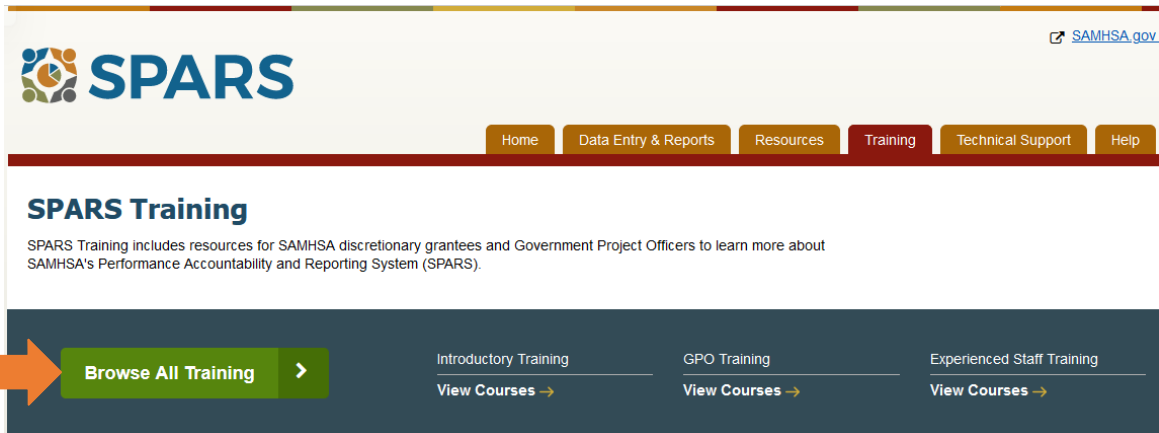 SAMHSA.gov
SPARS
Home Data Entry & Reports Resources Training Technical Support Help
SPARS Training
SPARS Training includes resources for SAMHSA discretionary grantees and Government Project Officers to learn more about
SAMHSA's Performance Accountability and Reporting System (SPARS).
Browse All Training
Introductory Training
View Courses →
GPO Training
View Courses →
Experienced Staff Training
View Courses →